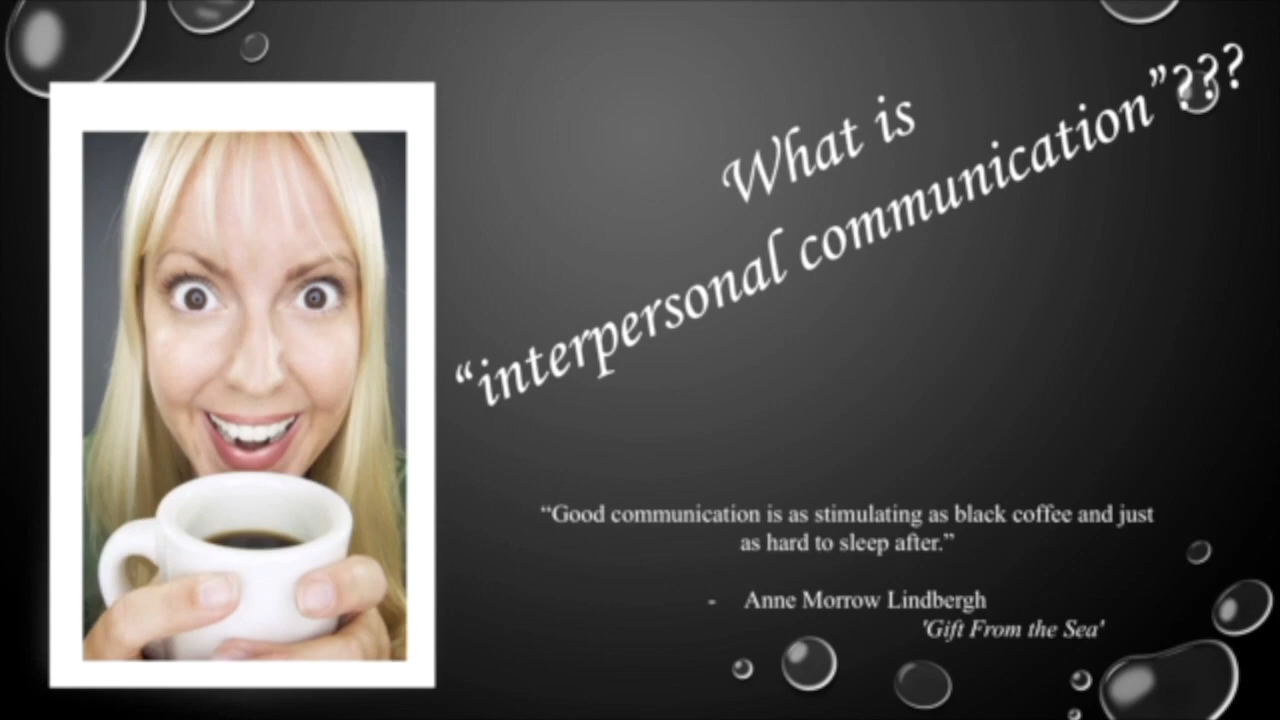 What is
“interpersonal communication”???
“Good communication is as stimulating as black coffee and just
as hard to sleep after.”
- Anne Morrow Lindbergh
'Gift From the Sea'